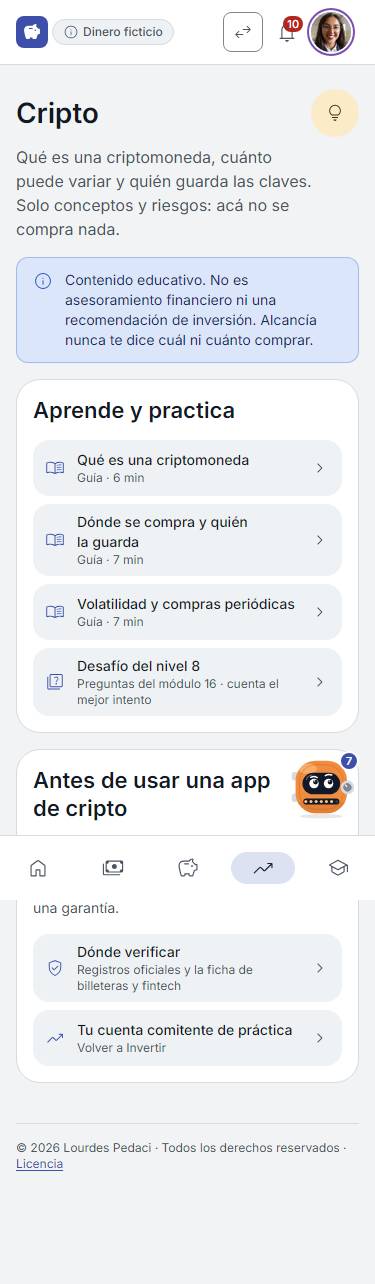 Dinero ficticio
10
Cripto
Qué es una criptomoneda, cuánto
puede variar y quién guarda las claves.
Solo conceptos y riesgos: acá no se
compra nada.
Contenido educativo. No es
asesoramiento financiero ni una
recomendación de inversión. Alcancía
nunca te dice cuál ni cuánto comprar.
Aprende y practica
Qué es una criptomoneda
Guía · 6 min
Dónde se compra y quién
la guarda
Guía · 7 min
Volatilidad y compras periódicas
Guía · 7 min
Desafío del nivel 8
Preguntas del módulo 16 · cuenta el
mejor intento
7
Antes de usar una app
de cripto
una garantía.
Dónde verificar
Registros oficiales y la ficha de
billeteras y fintech
Tu cuenta comitente de práctica
Volver a Invertir
© 2026 Lourdes Pedaci · Todos los derechos reservados ·
Licencia